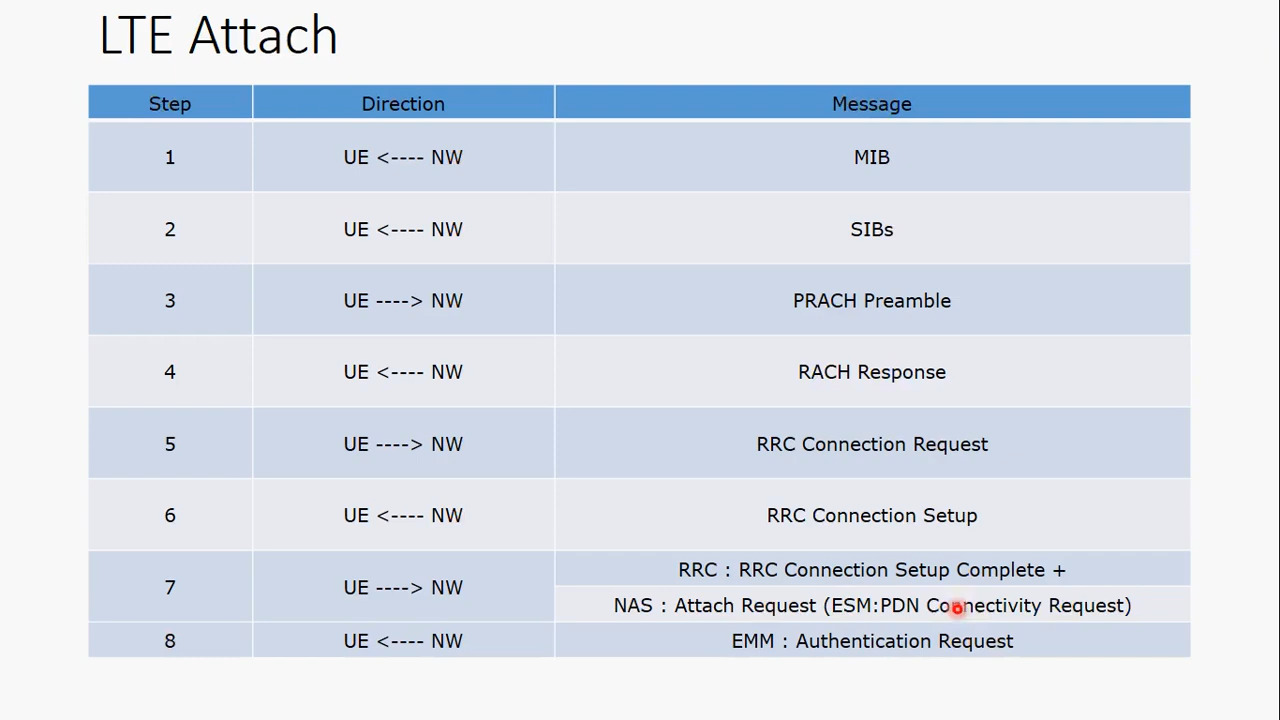 LTE Attach
Step Direction Message
1 UE <---- NW MIB
2 UE <---- NW SIBs
3 UE ----> NW PRACH Preamble
4 UE <---- NW RACH Response
5 UE ----> NW RRC Connection Request
6 UE <---- NW RRC Connection Setup
7 UE ----> NW RRC : RRC Connection Setup Complete +
NAS : Attach Request (ESM:PDN Connectivity Request)
8 UE <---- NW EMM : Authentication Request